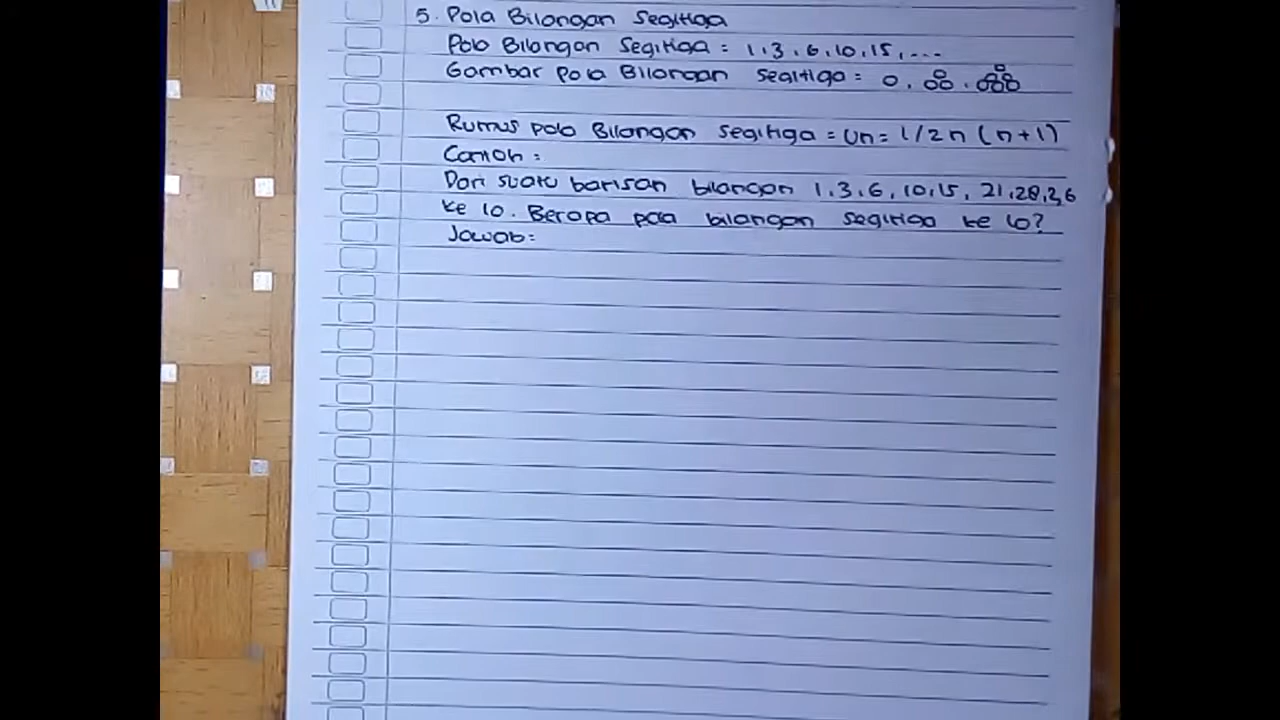 5. Pola Bilangan Segitiga
Pola Bilangan Segitiga = 1, 3, 6, 10, 15, ...
Gambar Pola Bilangan Segitiga =
Rumus pola Bilangan Segitiga = Un = 1/2 n (n+1)
Contoh =
Dari suatu barisan bilangan 1, 3, 6, 10, 15, 21, 28, 36
ke 10. Berapa pola bilangan segitiga ke 10?
Jawab: